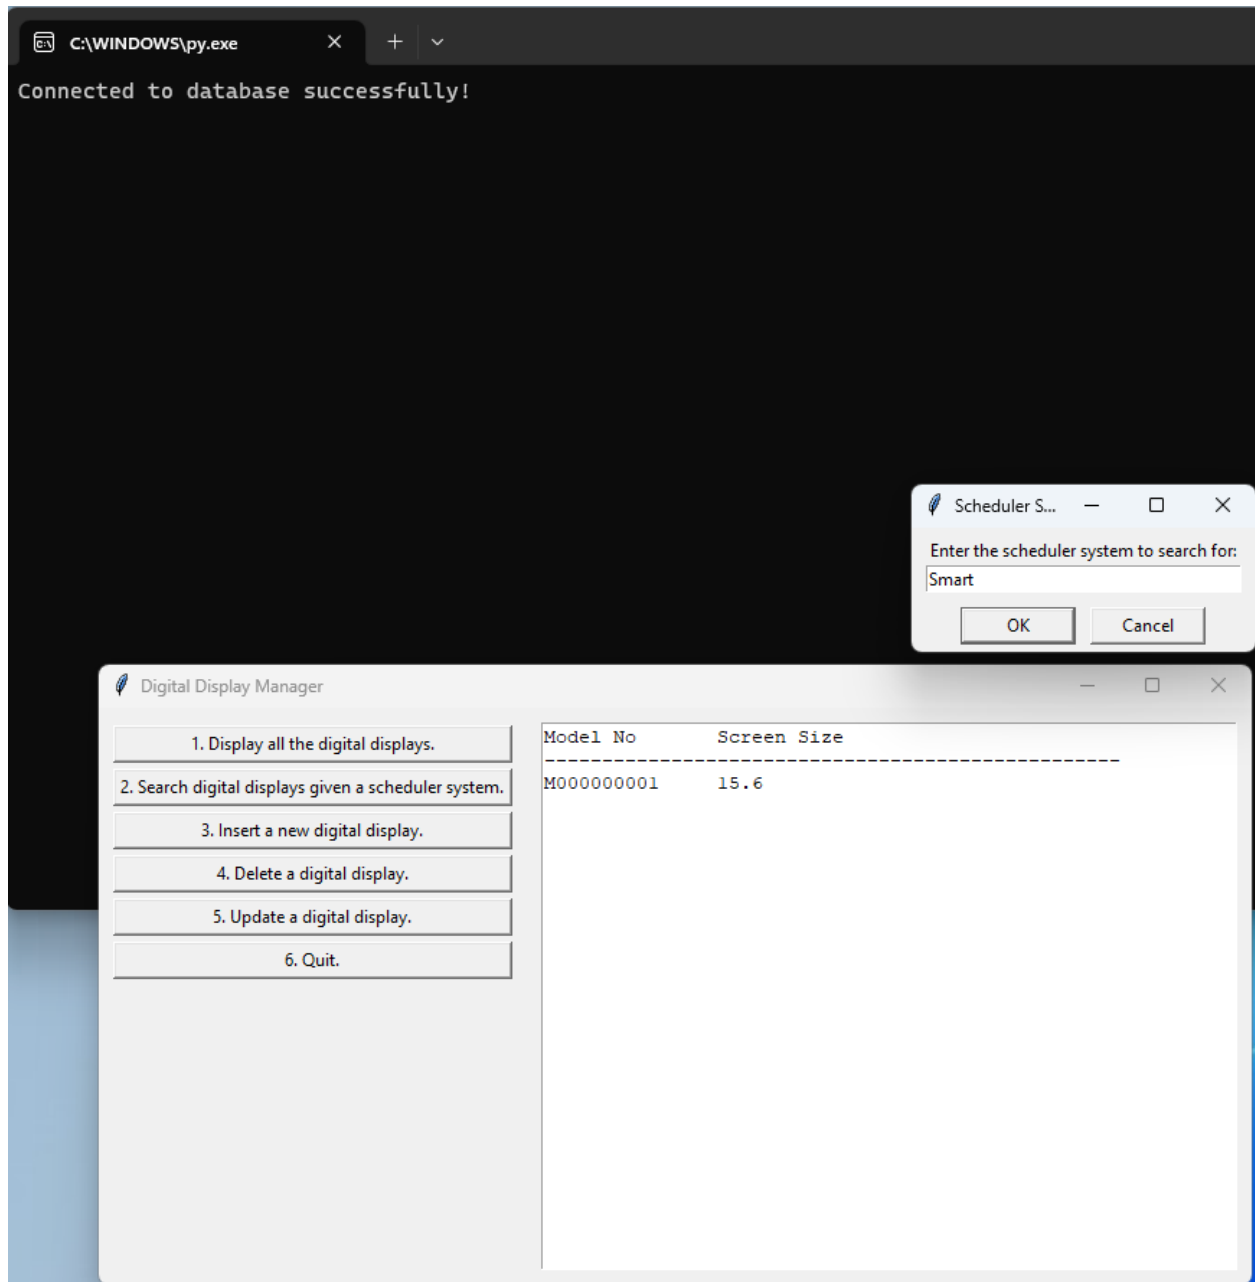 C:\WINDOWS\py.exe
Connected to database successfully!
Scheduler S...
Enter the scheduler system to search for:
Smart
OK Cancel
Digital Display Manager
1. Display all the digital displays.
2. Search digital displays given a scheduler system.
3. Insert a new digital display.
4. Delete a digital display.
5. Update a digital display.
6. Quit.
Model No Screen Size
--------------------------------------------------
M000000001 15.6